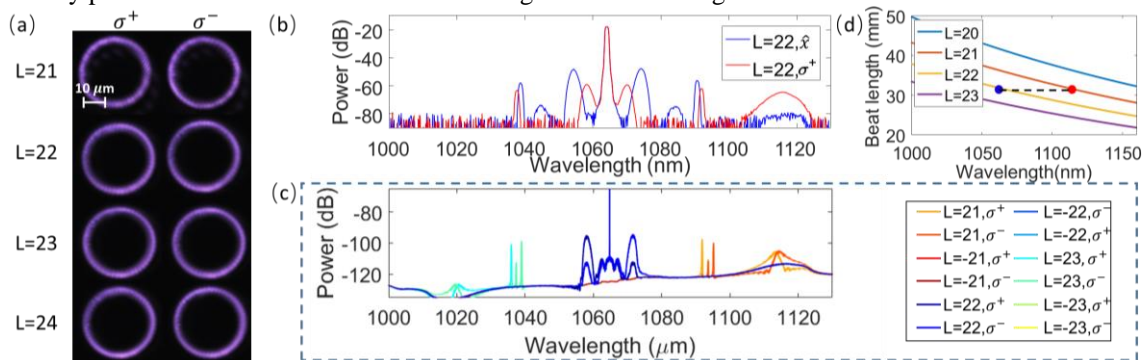 (a)
σ⁺ σ⁻
L=21
10 μm
L=22
L=23
L=24
(b)
Power (dB)
-20
-40
-60
-80
L=22,x̂
L=22,σ⁺
1000 1020 1040 1060 1080 1100 1120
Wavelength (nm)
(c)
Power (dB)
-80
-100
-120
1000 1020 1040 1060 1080 1100 1120
Wavelength (μm)
(d)
Beat length (mm)
50
40
30
20
L=20
L=21
L=22
L=23
1000 1050 1100 1150
Wavelength(nm)
L=21,σ⁺ L=-22,σ⁻
L=21,σ⁻ L=-22,σ⁺
L=-21,σ⁺ L=23,σ⁺
L=-21,σ⁻ L=23,σ⁻
L=22,σ⁺ L=-23,σ⁺
L=22,σ⁻ L=-23,σ⁻